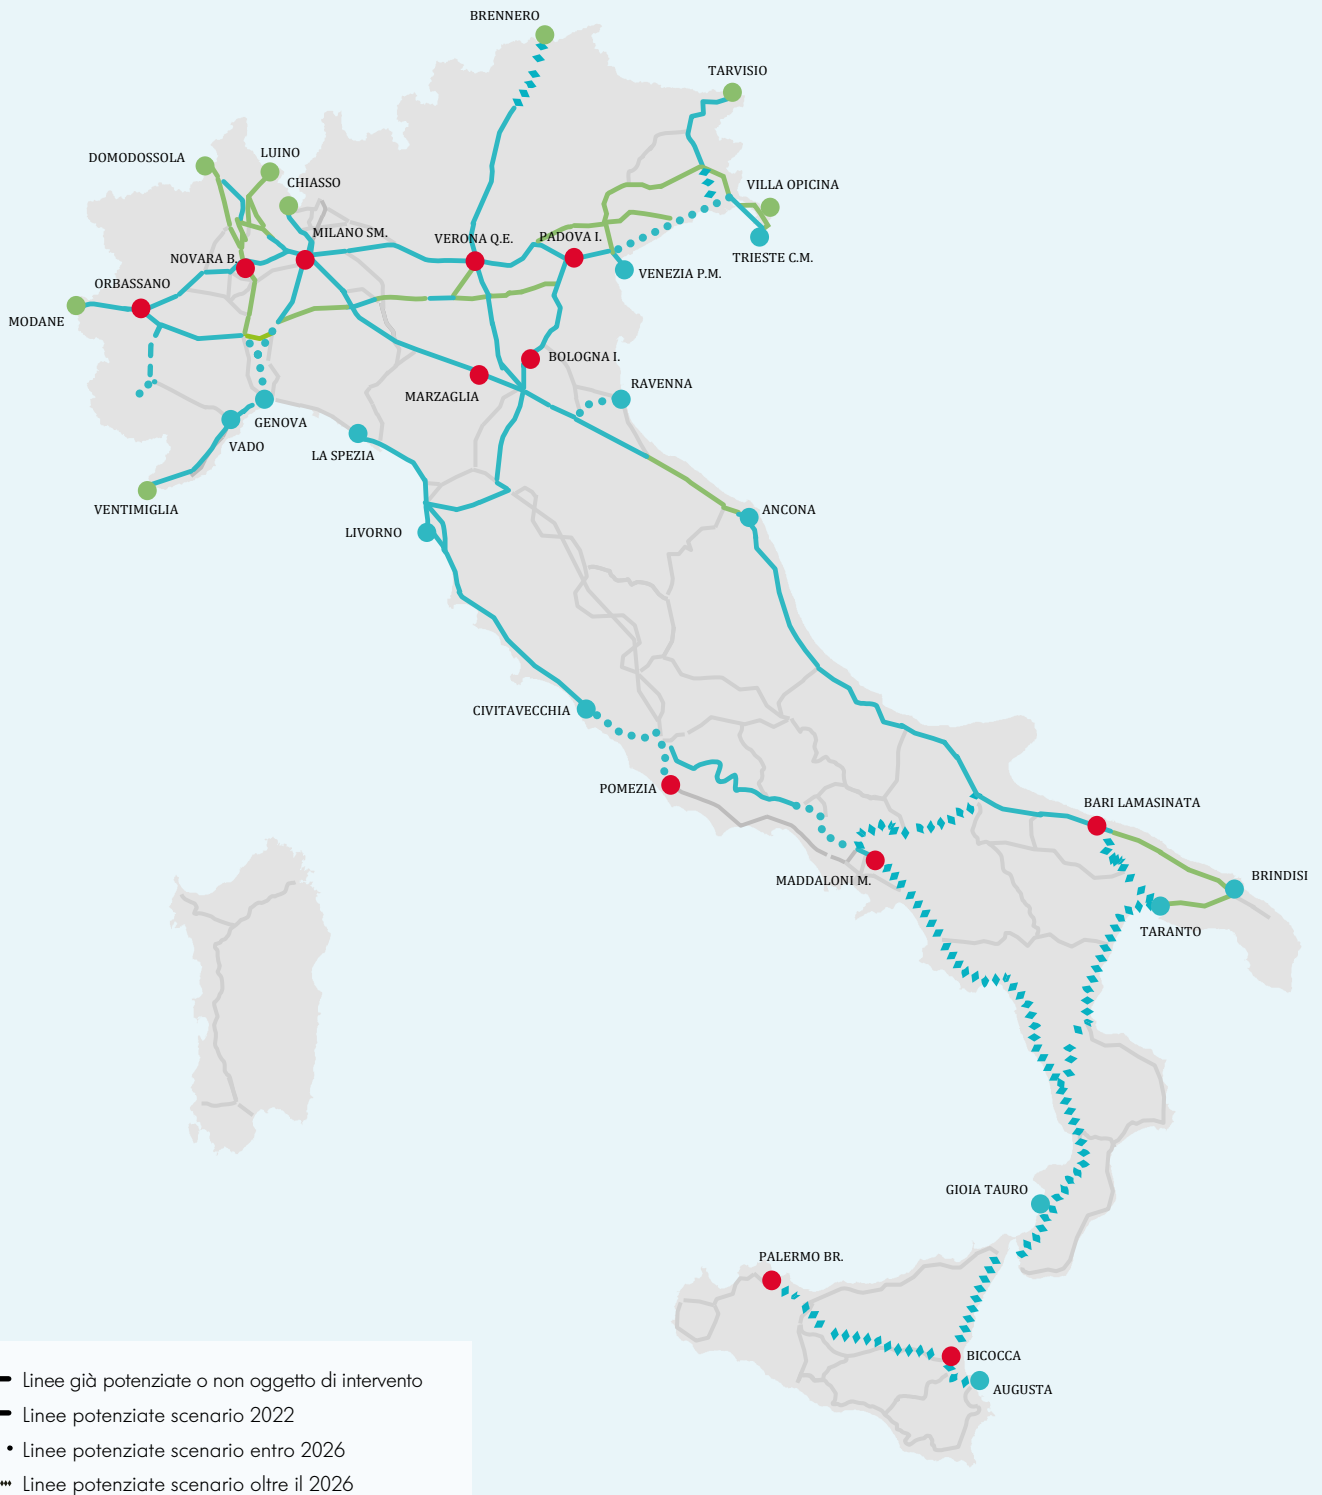 BRENNERO
TARVISIO
DOMODOSSOLA
LUINO
CHIASSO
VILLA OPICINA
MILANO SM.
VERONA Q.E.
PADOVA I.
NOVARA B.
TRIESTE C.M.
VENEZIA P.M.
ORBASSANO
MODANE
BOLOGNA I.
RAVENNA
MARZAGLIA
GENOVA
VADO
LA SPEZIA
VENTIMIGLIA
ANCONA
LIVORNO
CIVITAVECCHIA
POMEZIA
BARI LAMASINATA
MADDALONI M.
BRINDISI
TARANTO
GIOIA TAURO
PALERMO BR.
BICOCCA
AUGUSTA
Linee già potenziate o non oggetto di intervento
Linee potenziate scenario 2022
Linee potenziate scenario entro 2026
Linee potenziate scenario oltre il 2026